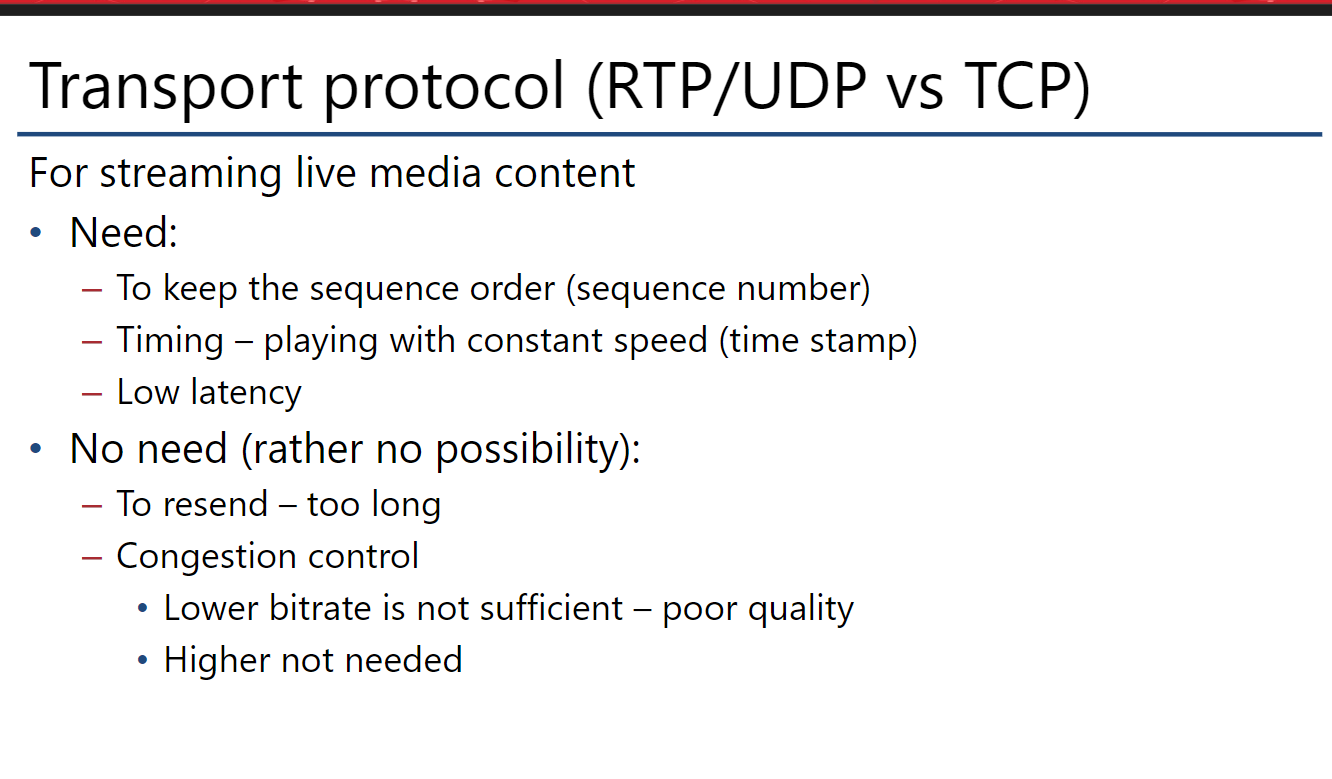 Transport protocol (RTP/UDP vs TCP)
For streaming live media content
• Need:
– To keep the sequence order (sequence number)
– Timing – playing with constant speed (time stamp)
– Low latency
• No need (rather no possibility):
– To resend – too long
– Congestion control
• Lower bitrate is not sufficient – poor quality
• Higher not needed